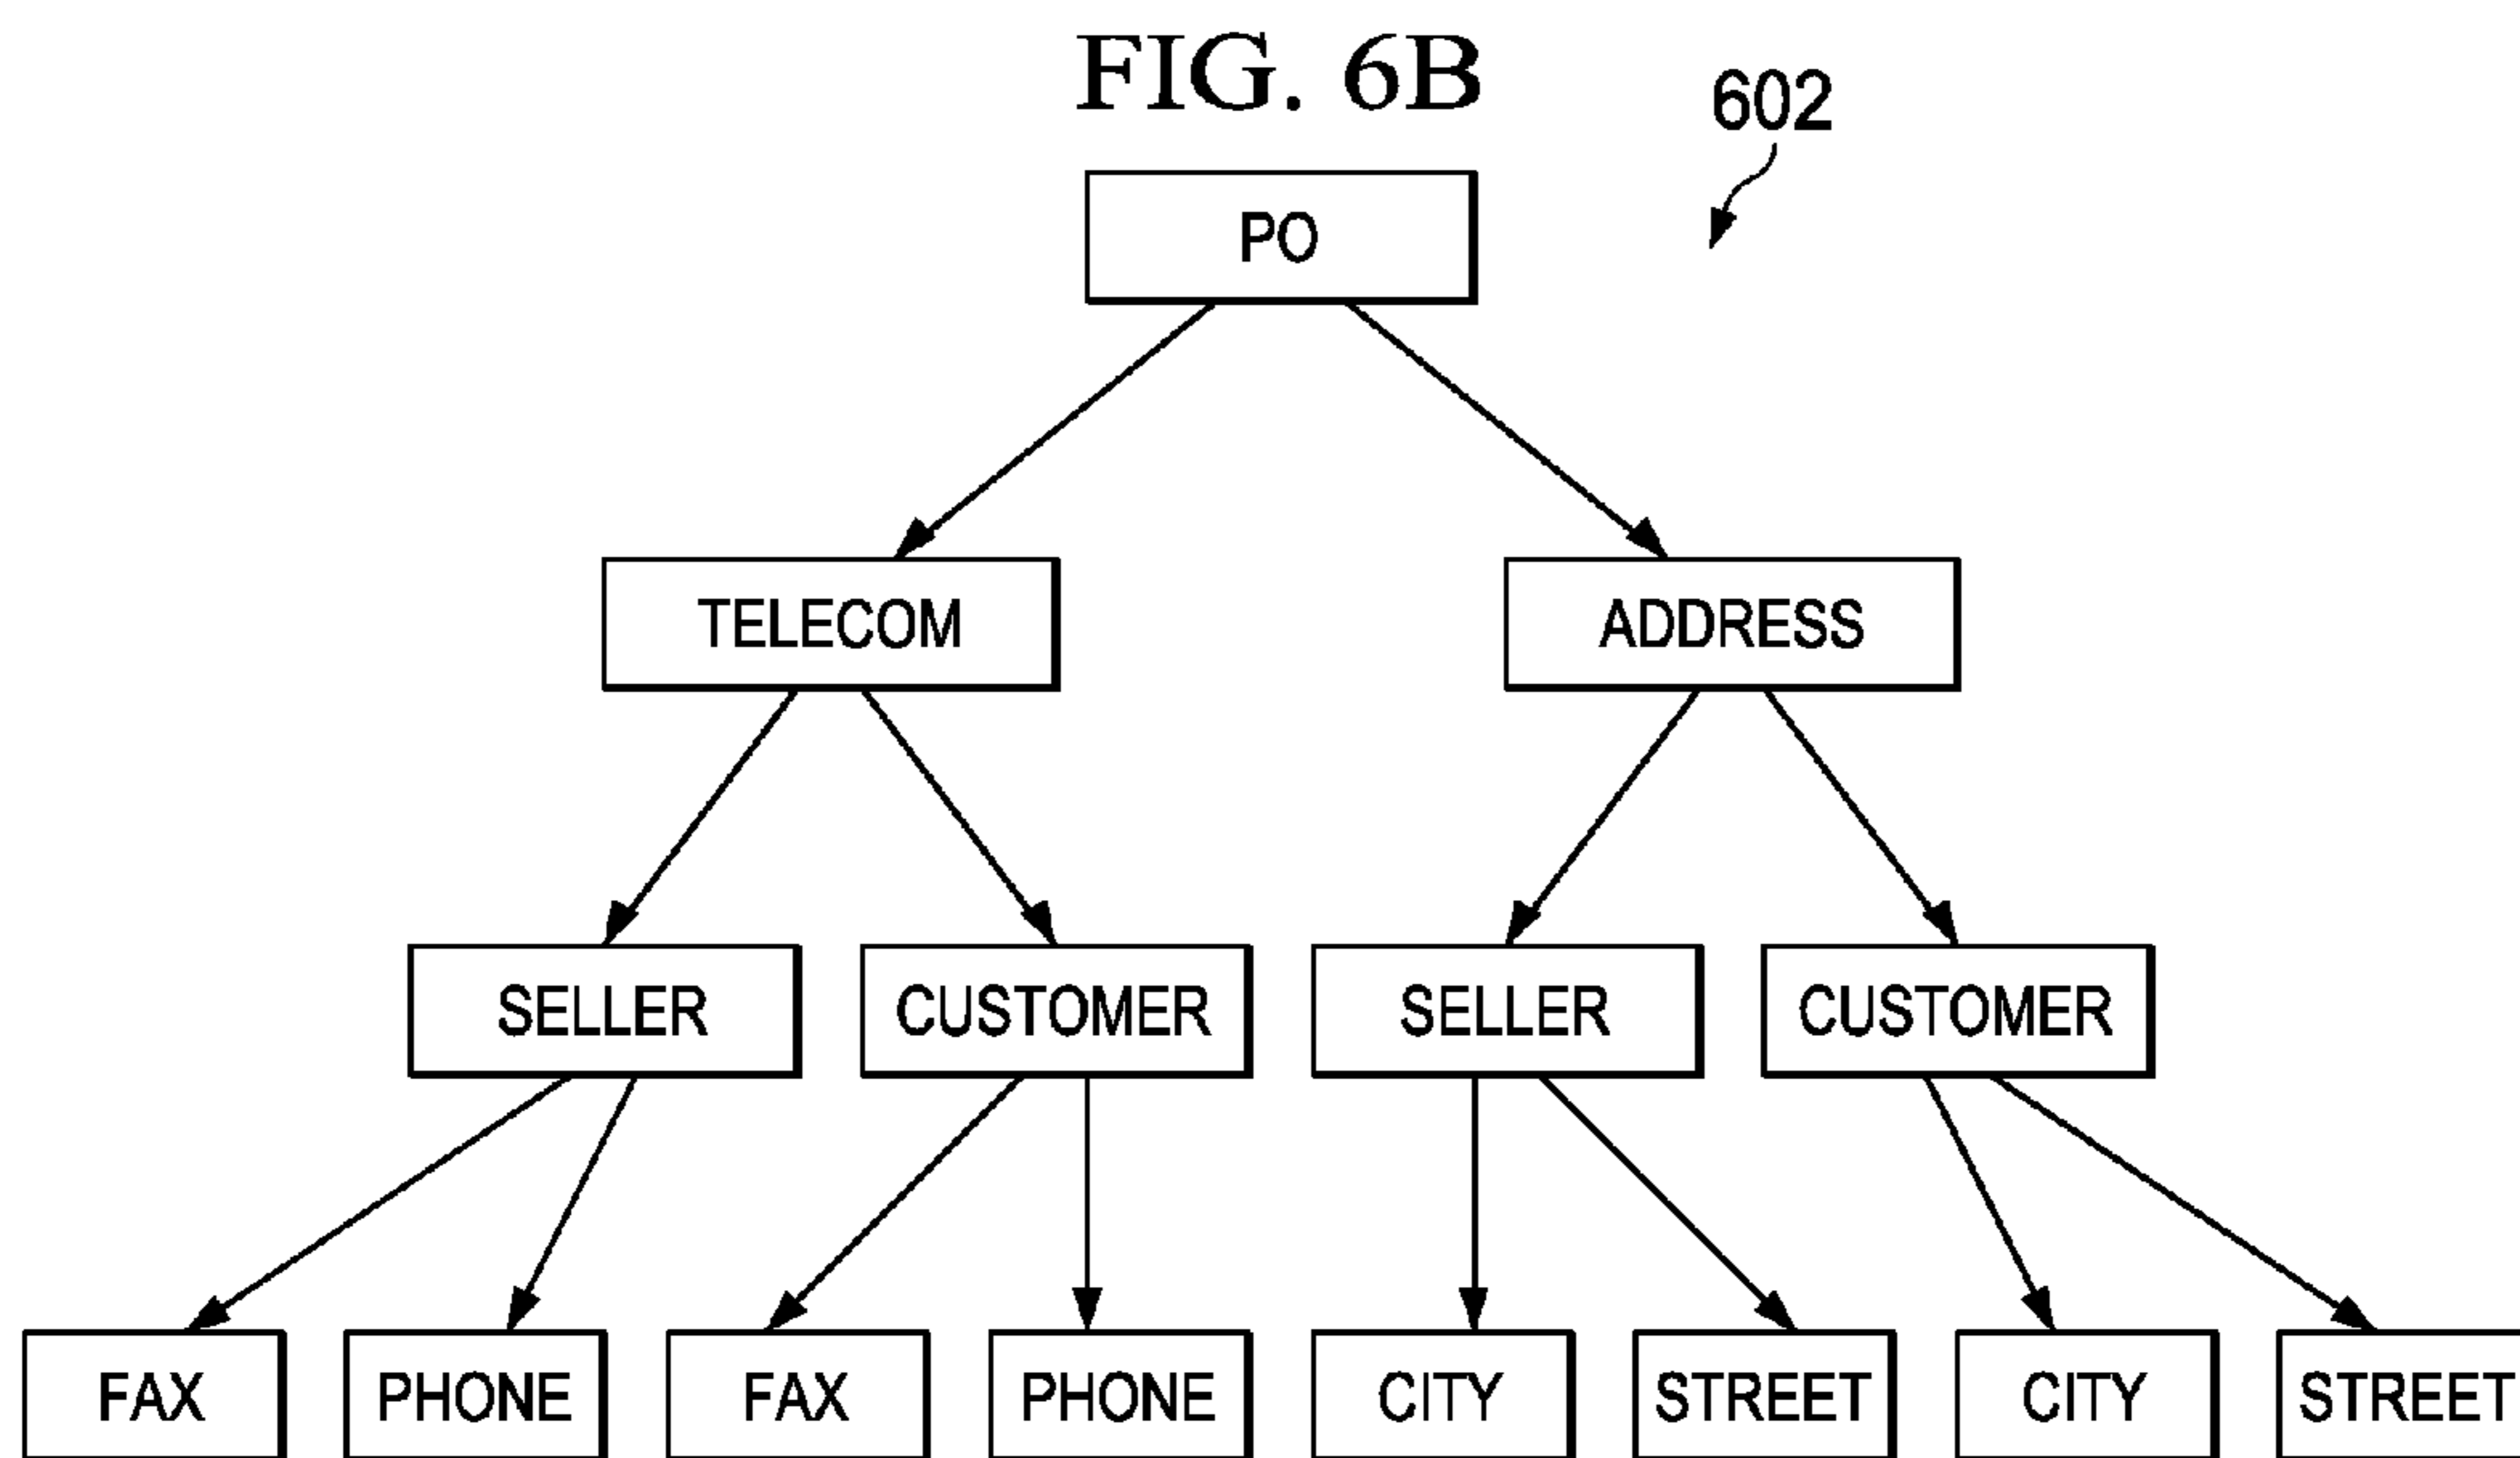 FIG. 6B
602
PO
TELECOM ADDRESS
SELLER CUSTOMER SELLER CUSTOMER
FAX PHONE FAX PHONE CITY STREET CITY STREET